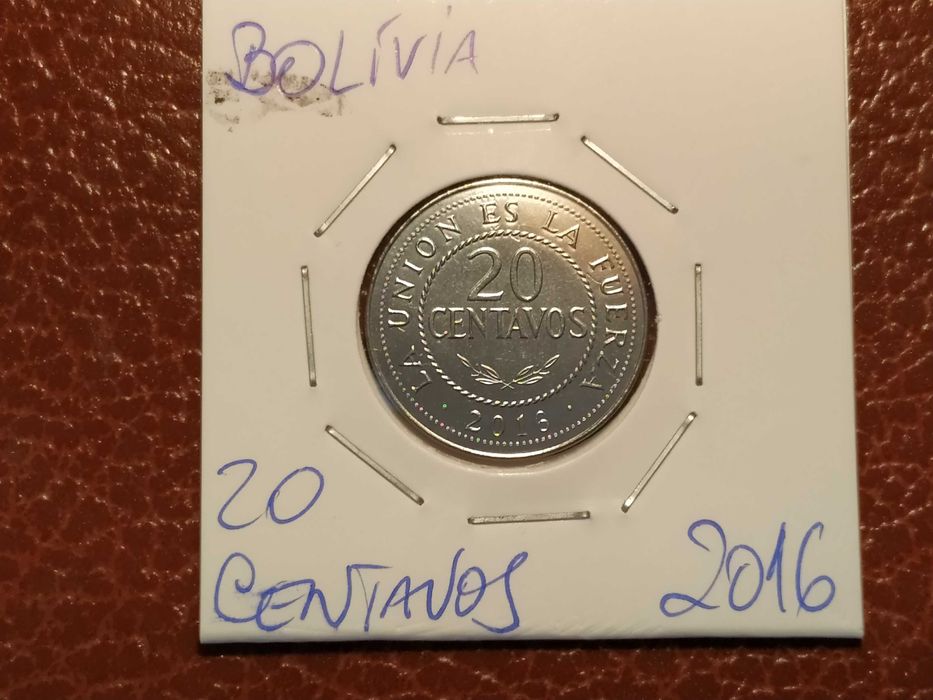 BOLÍVIA
LA UNION ES LA FUERZA
20
CENTAVOS
2016
20
CENTAVOS
2016